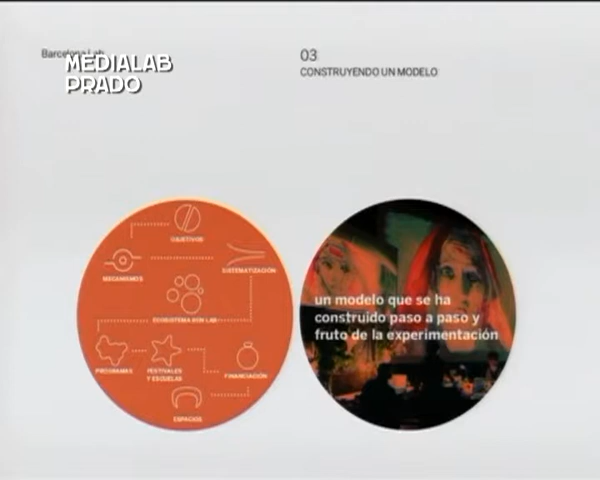 Barcelona Lab
MEDIALAB
PRADO
03
CONSTRUYENDO UN MODELO
OBJETIVOS
MECANISMOS
SISTEMATIZACIÓN
ECOSISTEMA BCN LAB
PROGRAMAS
FESTIVALES
Y ESCUELAS
FINANCIACIÓN
ESPACIOS
un modelo que se ha
construido paso a paso y
fruto de la experimentación